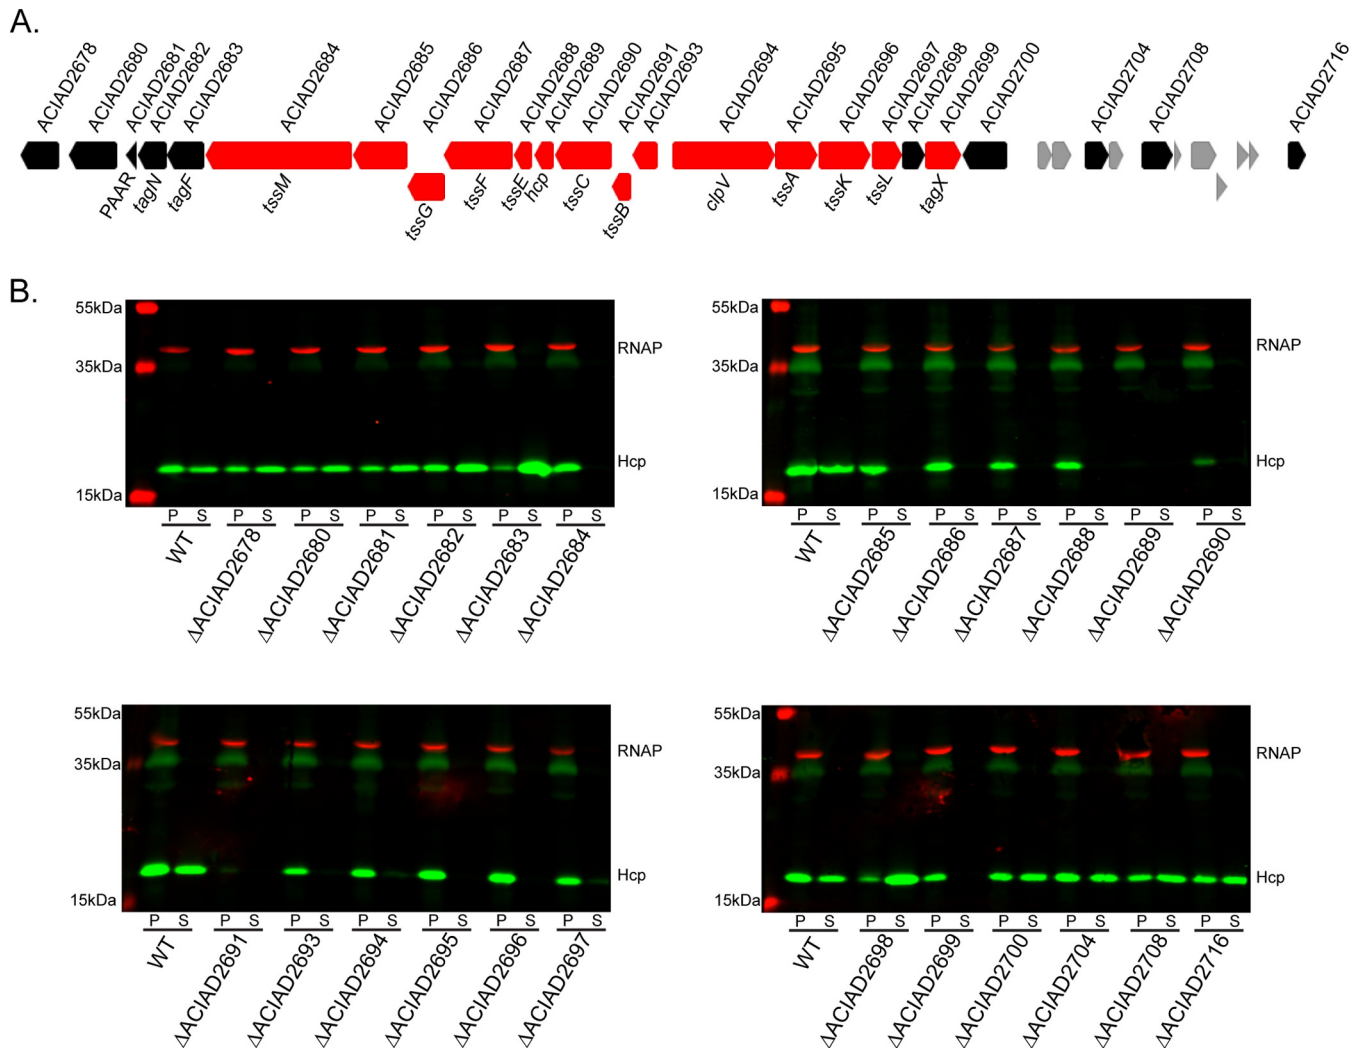 A.
ACIAD2678
ACIAD2680
ACIAD2681
ACIAD2682
ACIAD2683
ACIAD2684
ACIAD2685
ACIAD2686
ACIAD2687
ACIAD2688
ACIAD2689
ACIAD2690
ACIAD2691
ACIAD2693
ACIAD2694
ACIAD2695
ACIAD2696
ACIAD2697
ACIAD2698
ACIAD2699
ACIAD2700
ACIAD2704
ACIAD2708
ACIAD2716
PAAR
tagN
tagF
tssM
tssG
tssF
tssE
hcp
tssC
tssB
clpV
tssA
tssK
tssL
tagX
B.
55kDa
35kDa
15kDa
RNAP
Hcp
P S P S P S P S P S P S P S
WT
ΔACIAD2678
ΔACIAD2680
ΔACIAD2681
ΔACIAD2682
ΔACIAD2683
ΔACIAD2684
55kDa
35kDa
15kDa
RNAP
Hcp
P S P S P S P S P S P S P S
WT
ΔACIAD2685
ΔACIAD2686
ΔACIAD2687
ΔACIAD2688
ΔACIAD2689
ΔACIAD2690
55kDa
35kDa
15kDa
RNAP
Hcp
P S P S P S P S P S P S P S
WT
ΔACIAD2691
ΔACIAD2693
ΔACIAD2694
ΔACIAD2695
ΔACIAD2696
ΔACIAD2697
55kDa
35kDa
15kDa
RNAP
Hcp
P S P S P S P S P S P S P S
WT
ΔACIAD2698
ΔACIAD2699
ΔACIAD2700
ΔACIAD2704
ΔACIAD2708
ΔACIAD2716